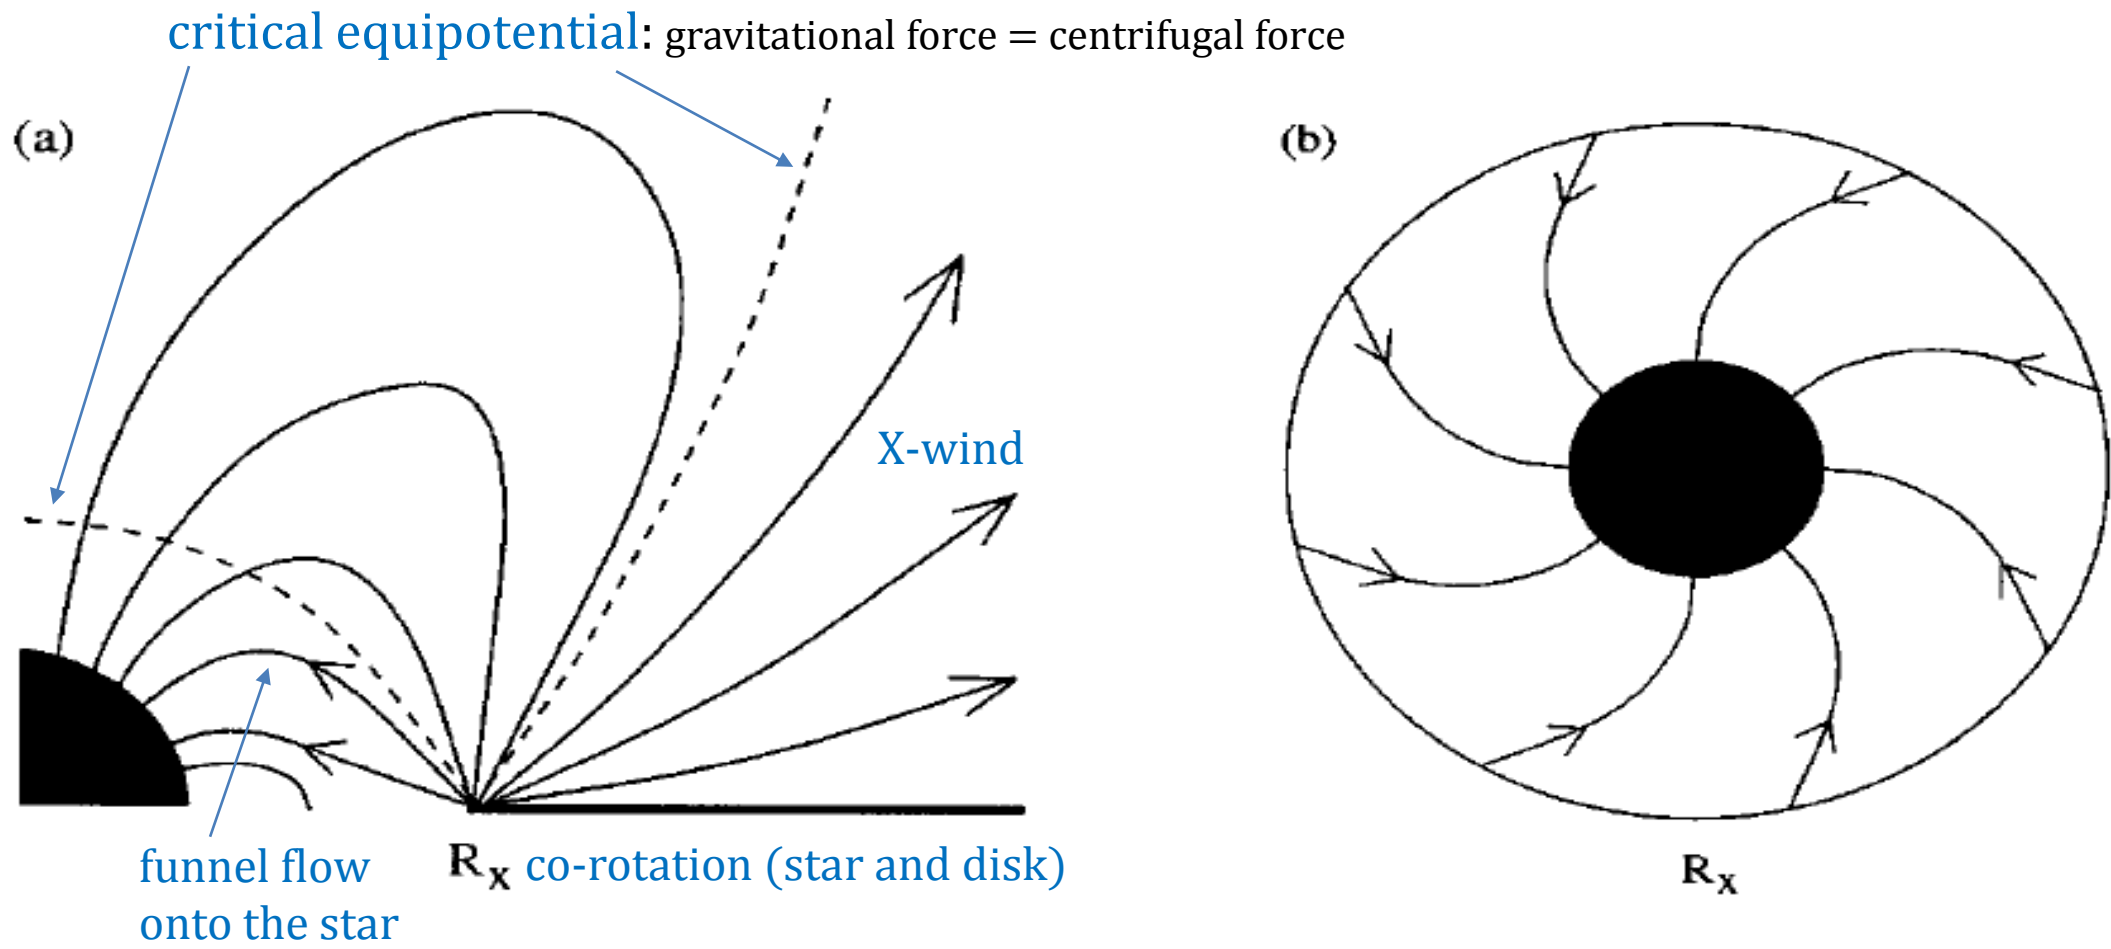 critical equipotential: gravitational force = centrifugal force
(a)
(b)
X-wind
funnel flow
onto the star
Rx co-rotation (star and disk)
Rx